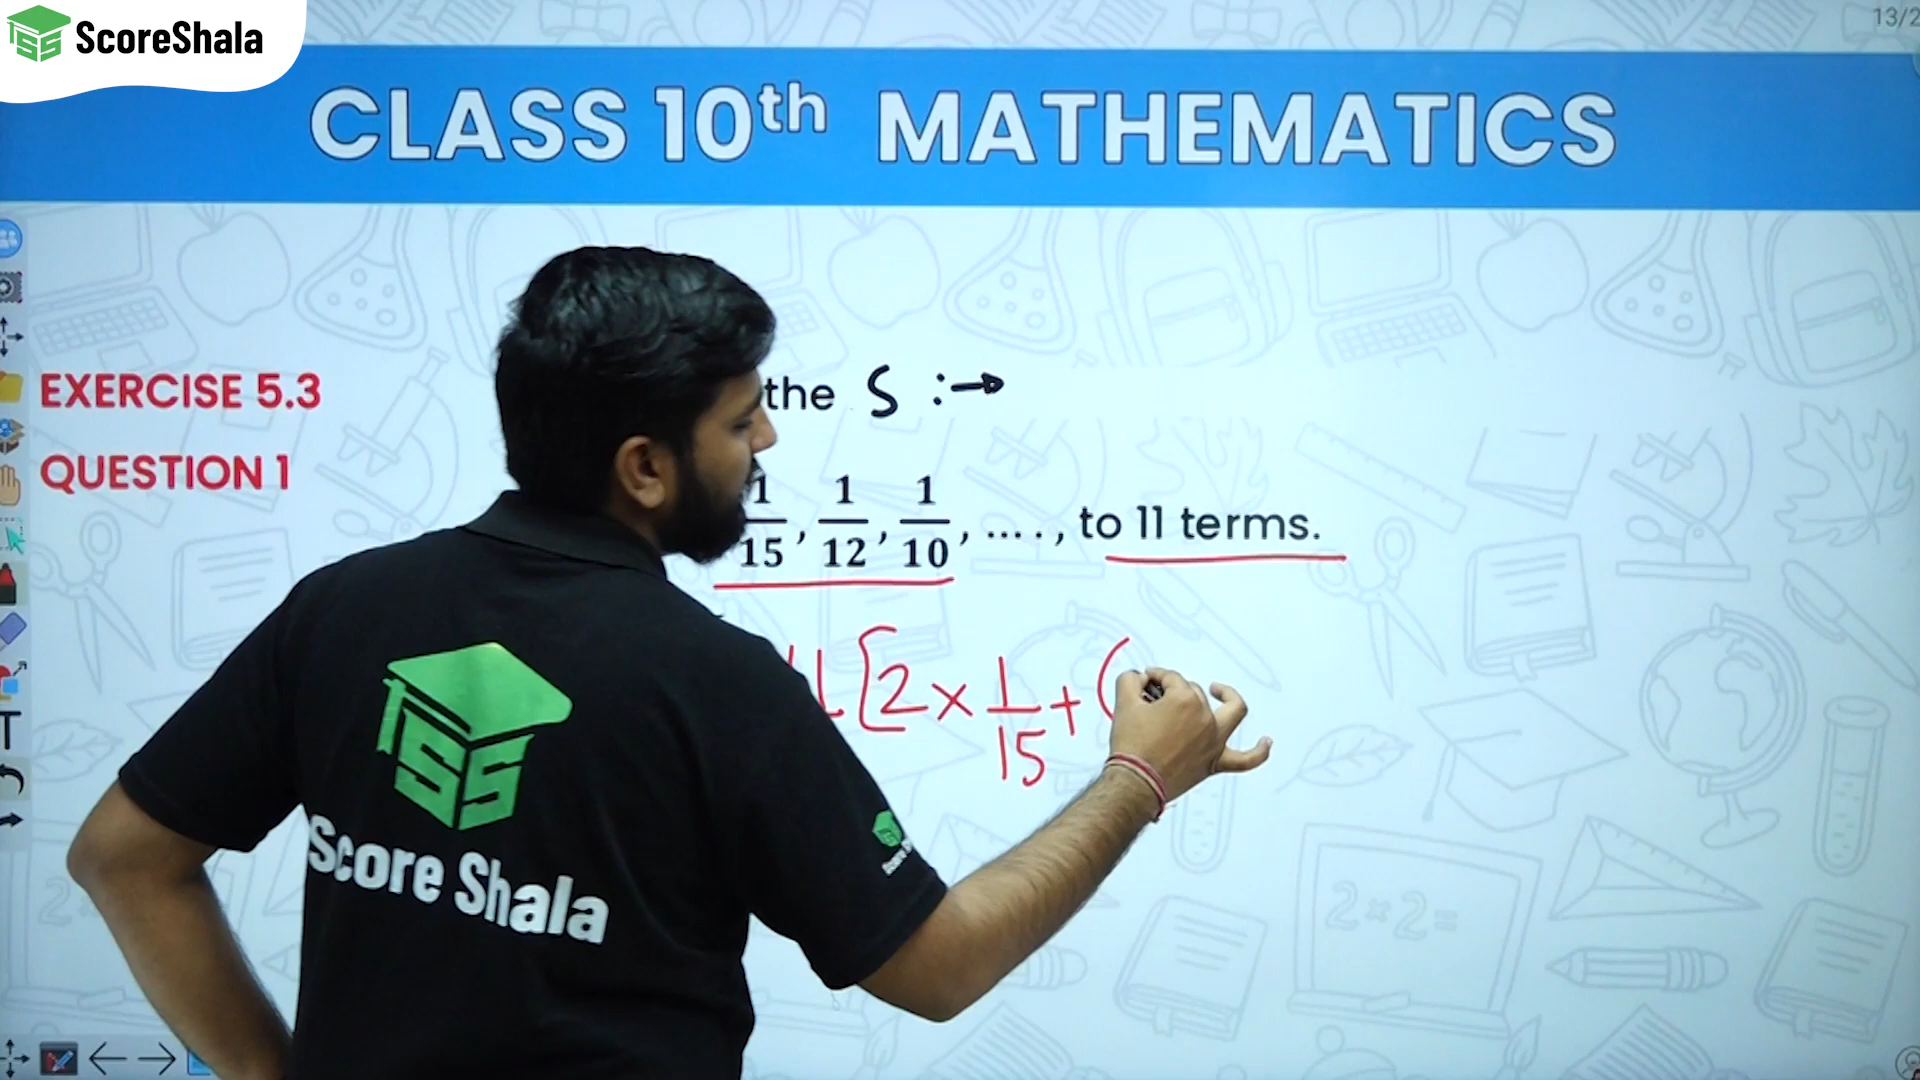 ScoreShala
13/2
CLASS 10th MATHEMATICS
EXERCISE 5.3
the S :→
QUESTION 1
1/15, 1/12, 1/10, ...., to 11 terms.
[2 × 1/15 + (
SS
Score Shala
2×2=